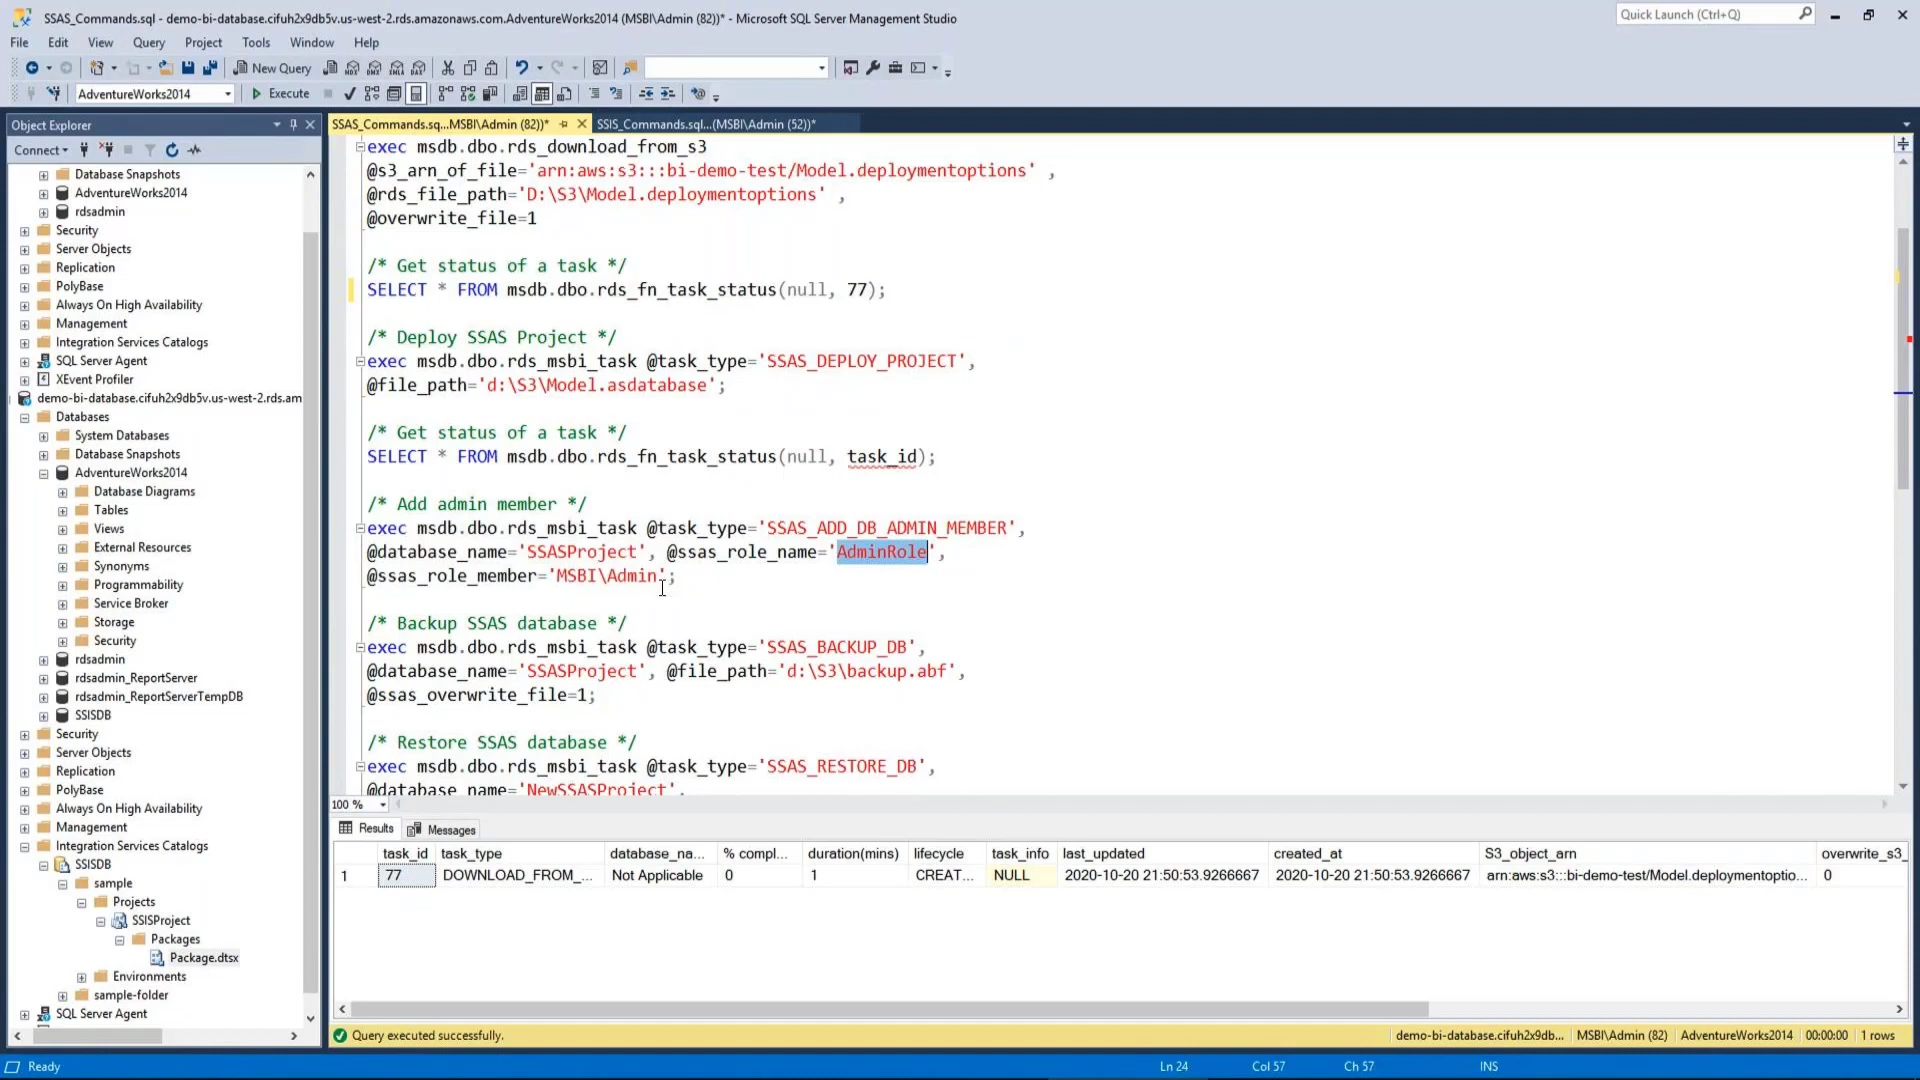 SSAS_Commands.sql - demo-bi-database.cifuh2x9db5v.us-west-2.rds.amazonaws.com.AdventureWorks2014 (MSBI\Admin (82))* - Microsoft SQL Server Management Studio
Quick Launch (Ctrl+Q)
File Edit View Query Project Tools Window Help
New Query
AdventureWorks2014
Execute
Object Explorer
Connect
Database Snapshots
AdventureWorks2014
rdsadmin
Security
Server Objects
Replication
PolyBase
Always On High Availability
Management
Integration Services Catalogs
SQL Server Agent
XEvent Profiler
demo-bi-database.cifuh2x9db5v.us-west-2.rds.am
Databases
System Databases
Database Snapshots
AdventureWorks2014
Database Diagrams
Tables
Views
External Resources
Synonyms
Programmability
Service Broker
Storage
Security
rdsadmin
rdsadmin_ReportServer
rdsadmin_ReportServerTempDB
SSISDB
Security
Server Objects
Replication
PolyBase
Always On High Availability
Management
Integration Services Catalogs
SSISDB
sample
Projects
SSISProject
Packages
Package.dtsx
Environments
sample-folder
SQL Server Agent
SSAS_Commands.sq...MSBI\Admin (82))*
SSIS_Commands.sql...(MSBI\Admin (52))*
exec msdb.dbo.rds_download_from_s3
@s3_arn_of_file='arn:aws:s3:::bi-demo-test/Model.deploymentoptions' ,
@rds_file_path='D:\S3\Model.deploymentoptions' ,
@overwrite_file=1
/* Get status of a task */
SELECT * FROM msdb.dbo.rds_fn_task_status(null, 77);
/* Deploy SSAS Project */
exec msdb.dbo.rds_msbi_task @task_type='SSAS_DEPLOY_PROJECT',
@file_path='d:\S3\Model.asdatabase';
/* Get status of a task */
SELECT * FROM msdb.dbo.rds_fn_task_status(null, task_id);
/* Add admin member */
exec msdb.dbo.rds_msbi_task @task_type='SSAS_ADD_DB_ADMIN_MEMBER',
@database_name='SSASProject', @ssas_role_name='AdminRole',
@ssas_role_member='MSBI\Admin';
/* Backup SSAS database */
exec msdb.dbo.rds_msbi_task @task_type='SSAS_BACKUP_DB',
@database_name='SSASProject', @file_path='d:\S3\backup.abf',
@ssas_overwrite_file=1;
/* Restore SSAS database */
exec msdb.dbo.rds_msbi_task @task_type='SSAS_RESTORE_DB',
@database_name='NewSSASProject',
100 %
Results Messages
task_id task_type database_na... % compl... duration(mins) lifecycle task_info last_updated created_at S3_object_arn overwrite_s3_
1 77 DOWNLOAD_FROM_... Not Applicable 0 1 CREAT... NULL 2020-10-20 21:50:53.9266667 2020-10-20 21:50:53.9266667 arn:aws:s3:::bi-demo-test/Model.deploymentoptio... 0
Query executed successfully.
demo-bi-database.cifuh2x9db... MSBI\Admin (82) AdventureWorks2014 00:00:00 1 rows
Ready
Ln 24 Col 57 Ch 57 INS